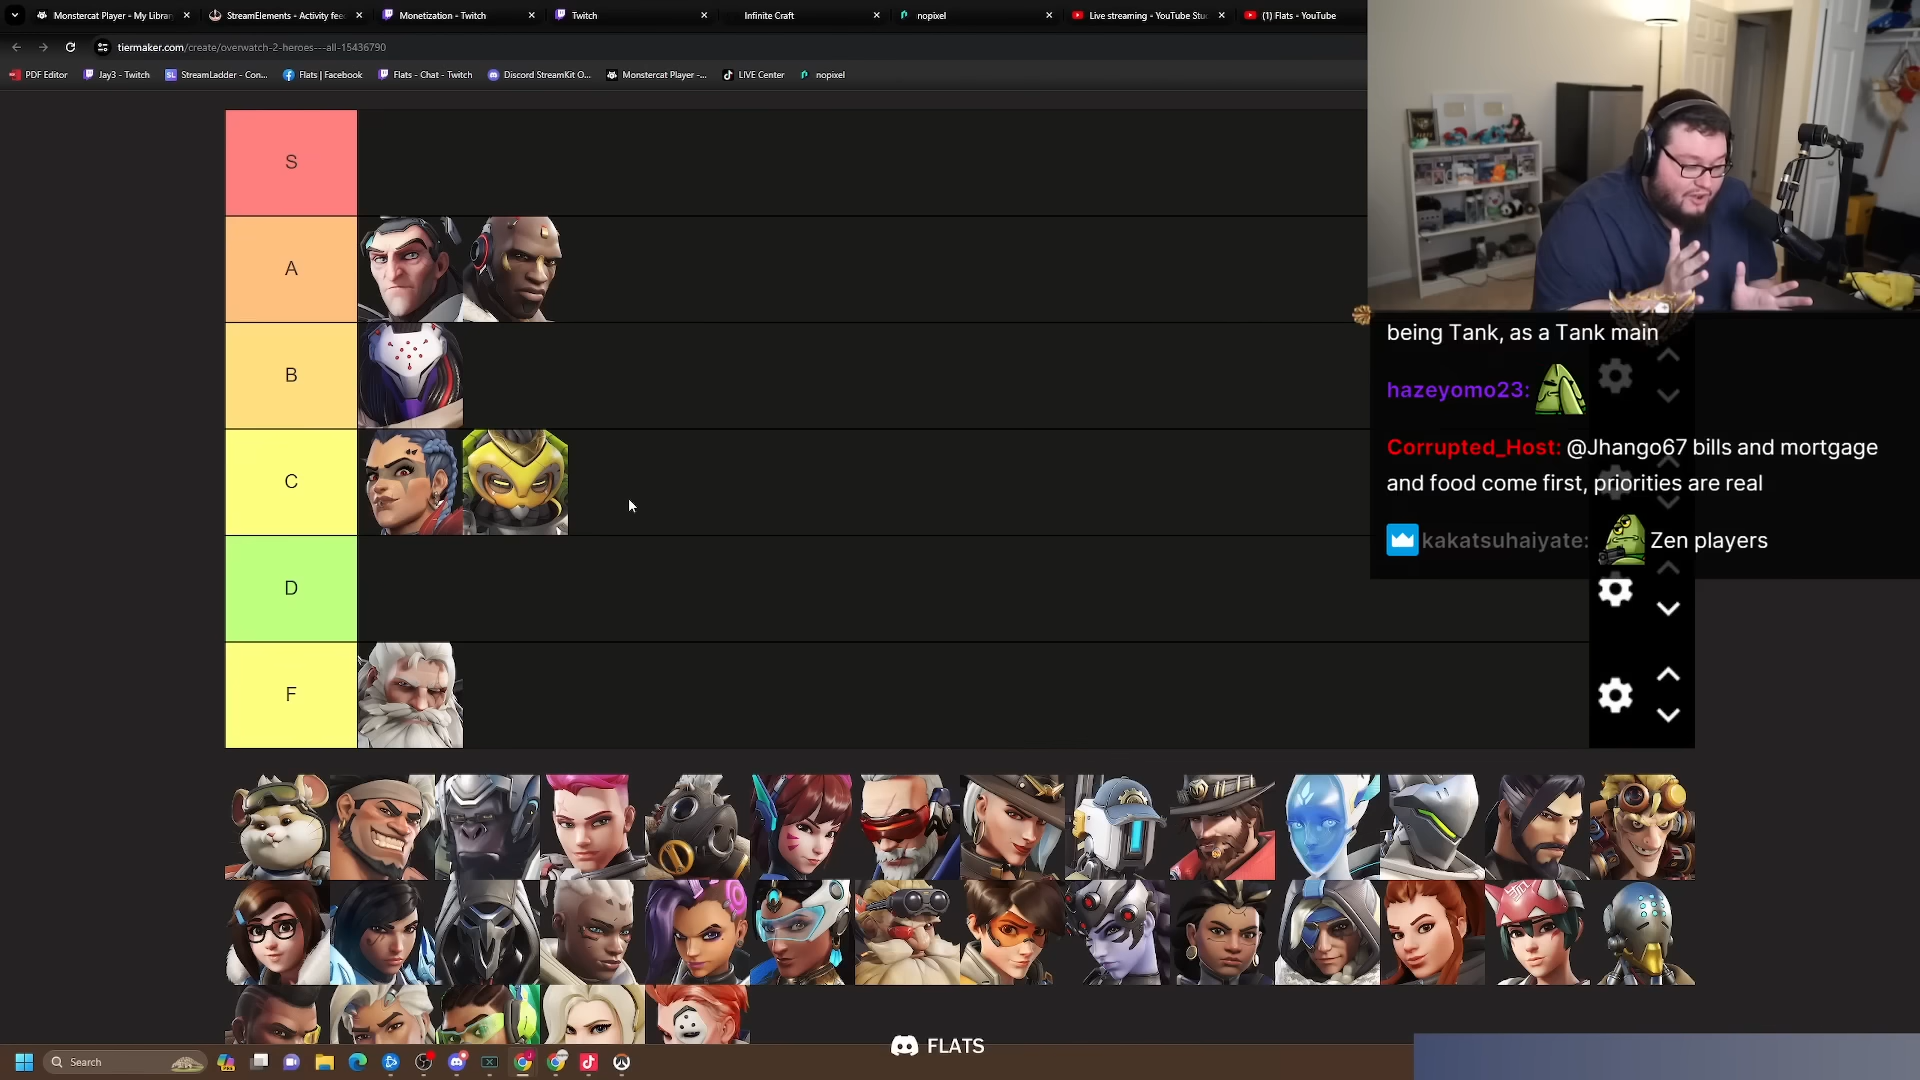 Monstercat Player - My Library
StreamElements - Activity fee
Monetization - Twitch
Twitch
Infinite Craft
nopixel
Live streaming - YouTube Stu
(1) Flats - YouTube
tiermaker.com/create/overwatch-2-heroes---all-15436790
PDF Editor
Jay3 - Twitch
StreamLadder - Con...
Flats | Facebook
Flats - Chat - Twitch
Discord StreamKit O...
Monstercat Player -...
LIVE Center
nopixel
S
A
B
C
D
F
being Tank, as a Tank main
hazeyomo23:
Corrupted_Host: @Jhango67 bills and mortgage
and food come first, priorities are real
kakatsuhaiyate: Zen players
FLATS
Search